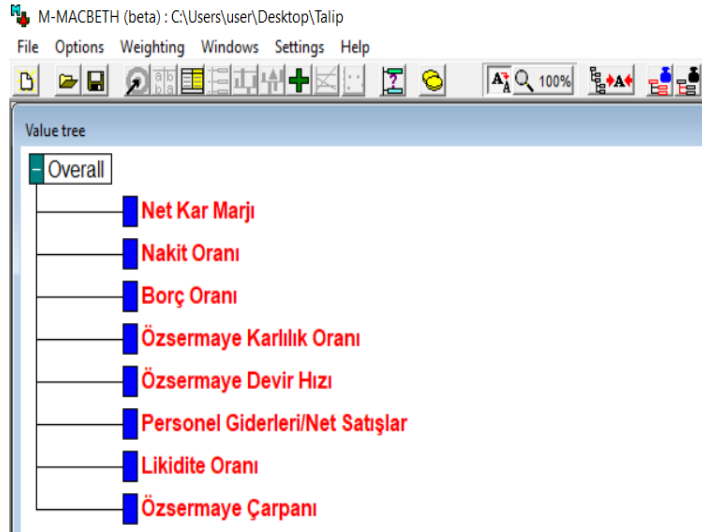 M-MACBETH (beta) : C:\Users\user\Desktop\Talip
File Options Weighting Windows Settings Help
100%
Value tree
Overall
Net Kar Marjı
Nakit Oranı
Borç Oranı
Özsermaye Karlılık Oranı
Özsermaye Devir Hızı
Personel Giderleri/Net Satışlar
Likidite Oranı
Özsermaye Çarpanı